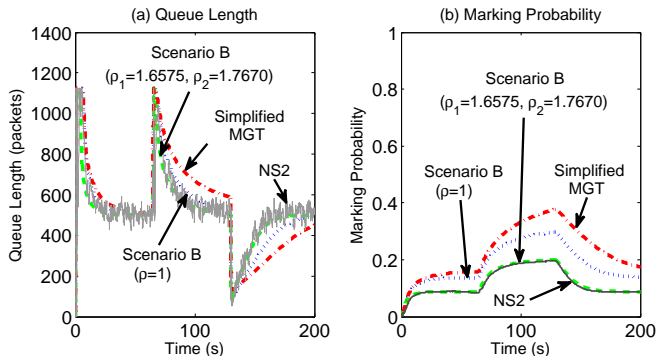 (a) Queue Length
Queue Length (packets)
1400
1200
1000
800
600
400
200
0
0
50
100
150
200
Time (s)
Scenario B
(ρ1=1.6575, ρ2=1.7670)
Simplified
MGT
NS2
Scenario B
(ρ=1)
(b) Marking Probability
Marking Probability
1
0.8
0.6
0.4
0.2
0
0
100
200
Time (s)
Scenario B
(ρ1=1.6575, ρ2=1.7670)
Scenario B
(ρ=1)
Simplified
MGT
NS2